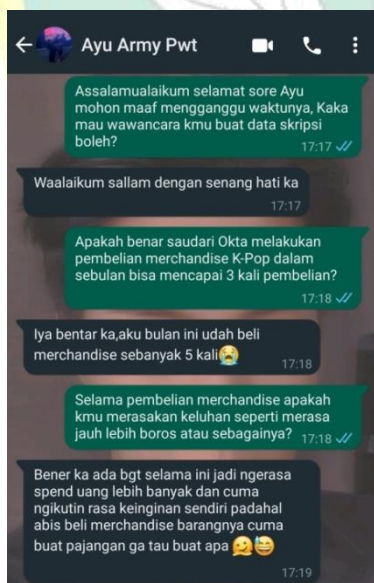 Ayu Army Pwt
Assalamualaikum selamat sore Ayu
mohon maaf mengganggu waktunya, Kaka
mau wawancara kmu buat data skripsi
boleh?
17:17
Waalaikum sallam dengan senang hati ka
17:17
Apakah benar saudari Okta melakukan
pembelian merchandise K-Pop dalam
sebulan bisa mencapai 3 kali pembelian?
17:18
Iya bentar ka,aku bulan ini udah beli
merchandise sebanyak 5 kali😭
17:18
Selama pembelian merchandise apakah
kmu merasakan keluhan seperti merasa
jauh lebih boros atau sebagainya? 17:18
Bener ka ada bgt selama ini jadi ngerasa
spend uang lebih banyak dan cuma
ngikutin rasa keinginan sendiri padahal
abis beli merchandise barangnya cuma
buat pajangan ga tau buat apa 🥲😅
17:19